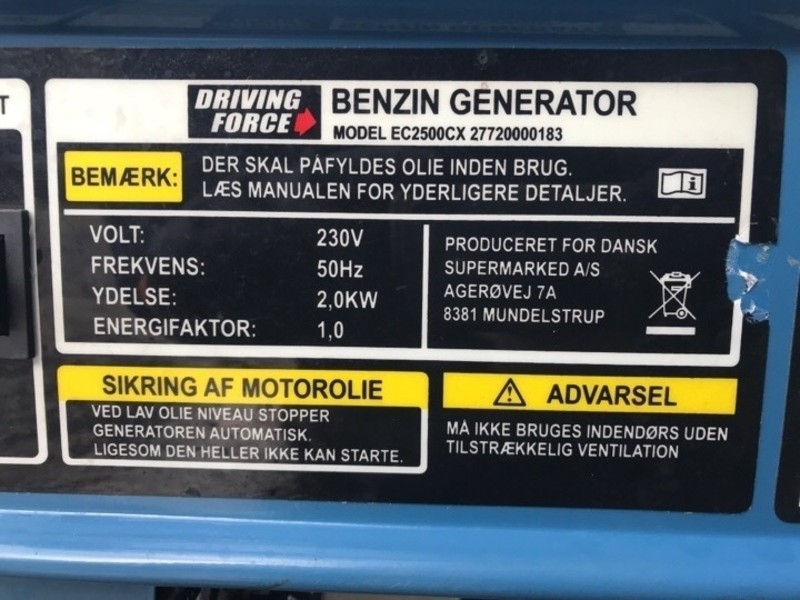 T
DRIVING
FORCE
BENZIN GENERATOR
MODEL EC2500CX 27720000183
BEMÆRK:
DER SKAL PÅFYLDES OLIE INDEN BRUG.
LÆS MANUALEN FOR YDERLIGERE DETALJER.
VOLT: 230V
FREKVENS: 50Hz
YDELSE: 2,0KW
ENERGIFAKTOR: 1,0
PRODUCERET FOR DANSK
SUPERMARKED A/S
AGERØVEJ 7A
8381 MUNDELSTRUP
SIKRING AF MOTOROLIE
VED LAV OLIE NIVEAU STOPPER
GENERATOREN AUTOMATISK.
LIGESOM DEN HELLER IKKE KAN STARTE.
ADVARSEL
MÅ IKKE BRUGES INDENDØRS UDEN
TILSTRÆKKELIG VENTILATION